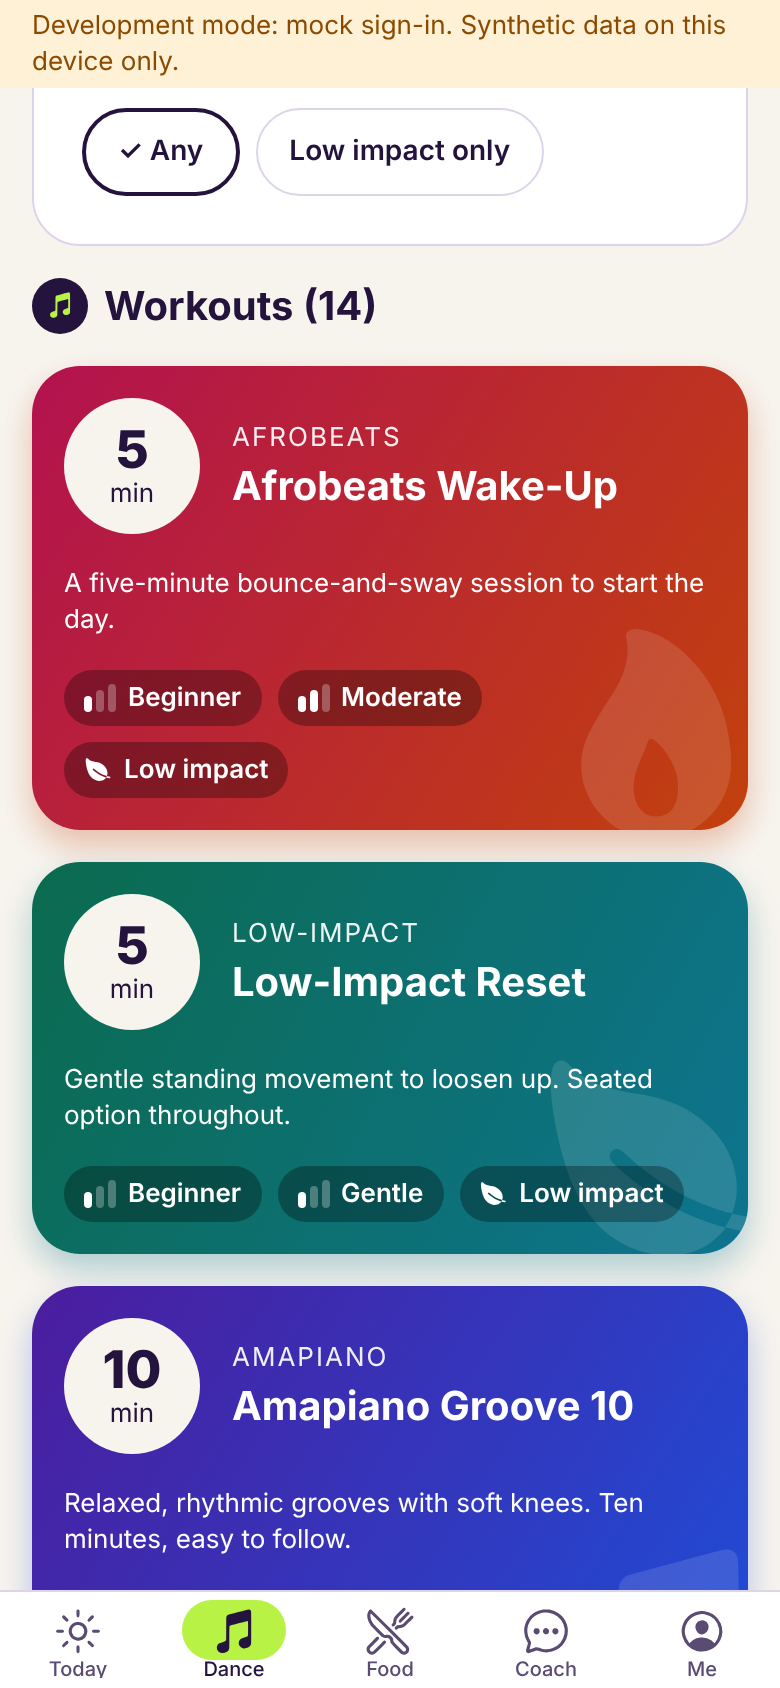 Development mode: mock sign-in. Synthetic data on this
device only.
✓ Any
Low impact only
Workouts (14)
5
min
AFROBEATS
Afrobeats Wake-Up
A five-minute bounce-and-sway session to start the
day.
Beginner
Moderate
Low impact
5
min
LOW-IMPACT
Low-Impact Reset
Gentle standing movement to loosen up. Seated
option throughout.
Beginner
Gentle
Low impact
10
min
AMAPIANO
Amapiano Groove 10
Relaxed, rhythmic grooves with soft knees. Ten
minutes, easy to follow.
Today
Dance
Food
Coach
Me